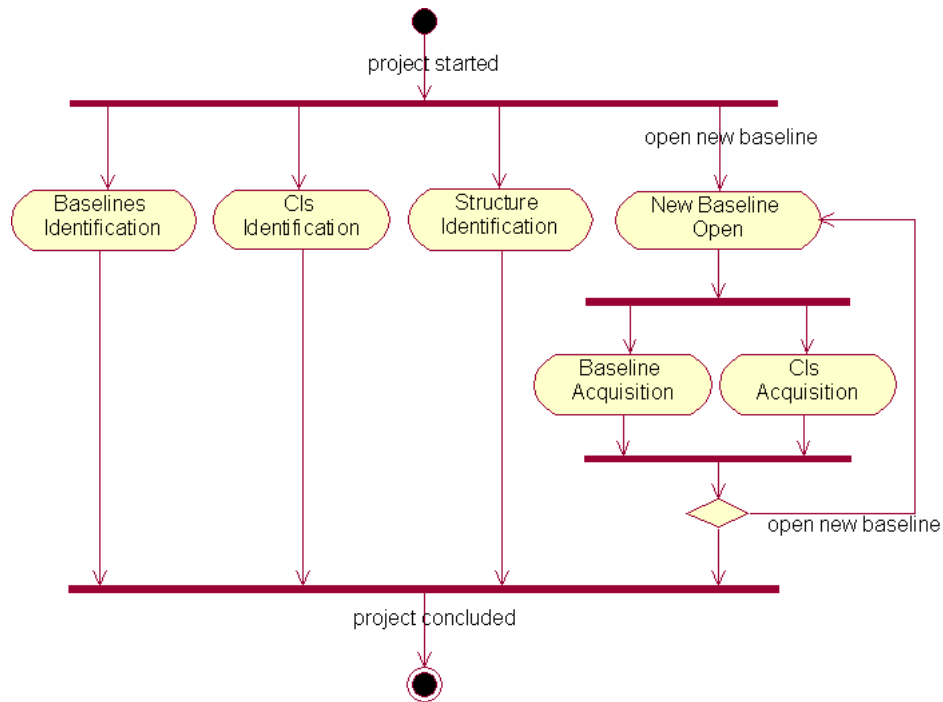 project started
open new baseline
Baselines
Identification
CIs
Identification
Structure
Identification
New Baseline
Open
Baseline
Acquisition
CIs
Acquisition
open new baseline
project concluded